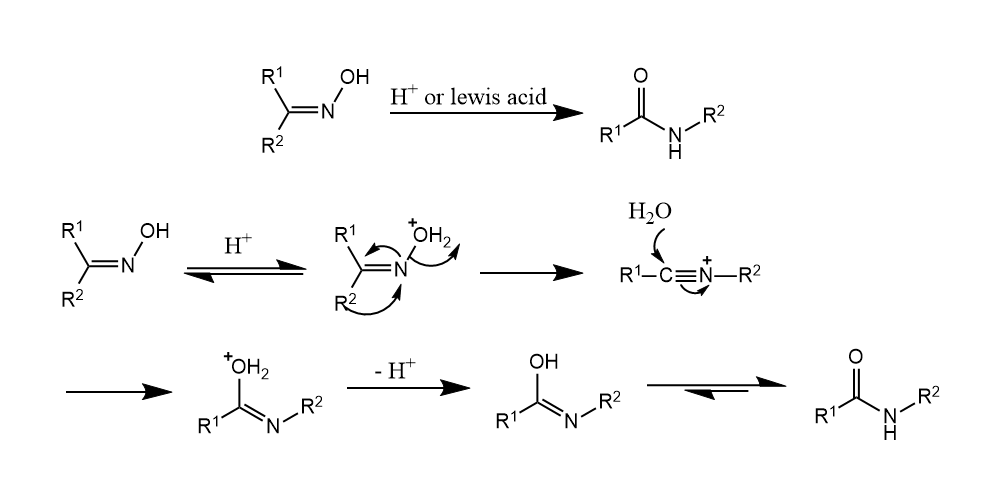 R¹ OH N R² H⁺ or lewis acid O R¹ N H R²
R¹ OH N R² H⁺ R¹ +OH₂ N R² H₂O R¹ C N⁺ R²
+OH₂ R¹ N R² - H⁺ OH R¹ N R² O R¹ N H R²